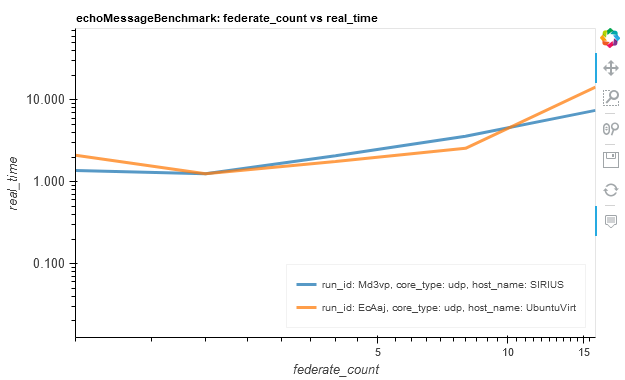 echoMessageBenchmark: federate_count vs real_time
10.000
1.000
0.100
real_time
run_id: Md3vp, core_type: udp, host_name: SIRIUS
run_id: EcAaj, core_type: udp, host_name: UbuntuVirt
5
10
15
federate_count